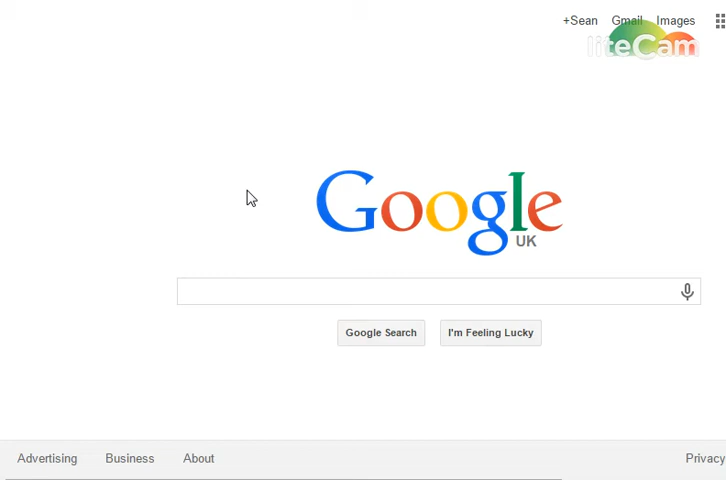 +Sean Gmail Images
liteCam
Google
UK
Google Search I'm Feeling Lucky
Advertising Business About Privacy